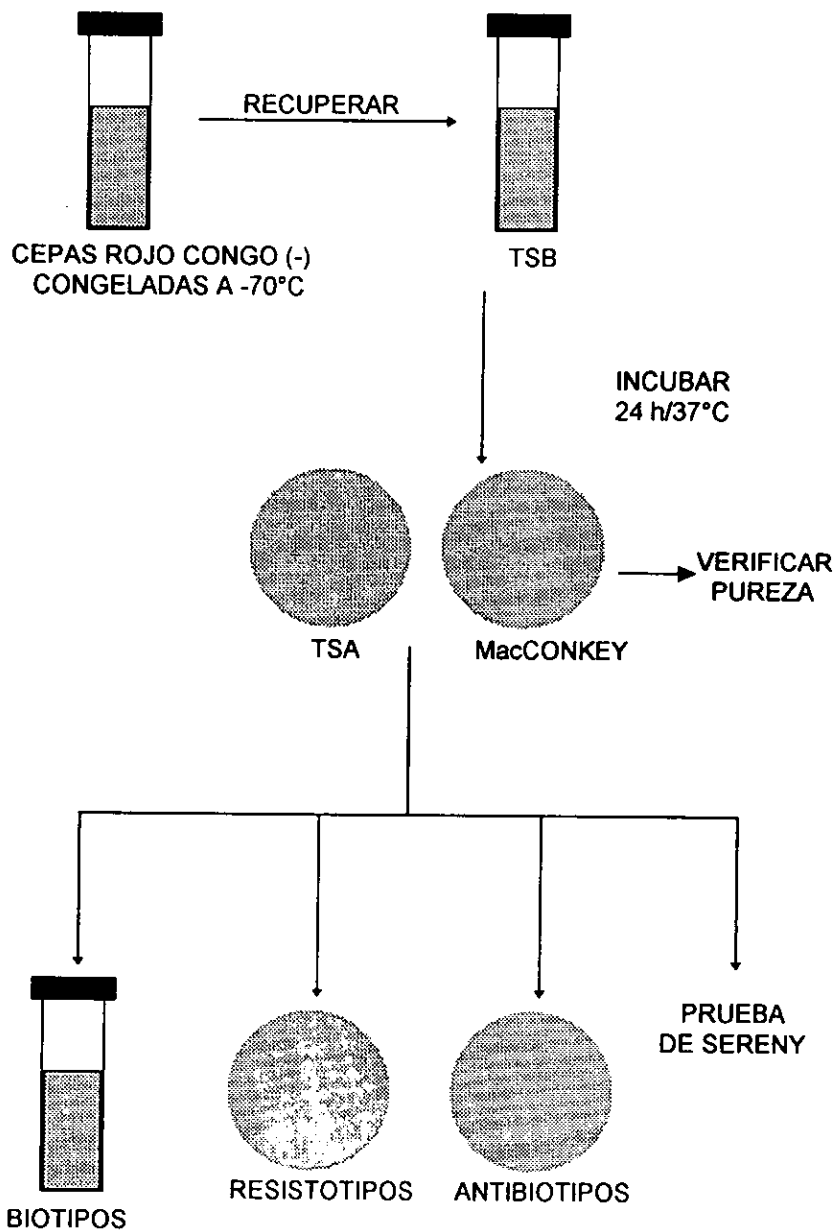 RECUPERAR
CEPAS ROJO CONGO (-)
CONGELADAS A -70°C
TSB
INCUBAR
24 h/37°C
VERIFICAR
PUREZA
TSA
MacCONKEY
PRUEBA
DE SERENY
RESISTOTIPOS
ANTIBIOTIPOS
BIOTIPOS